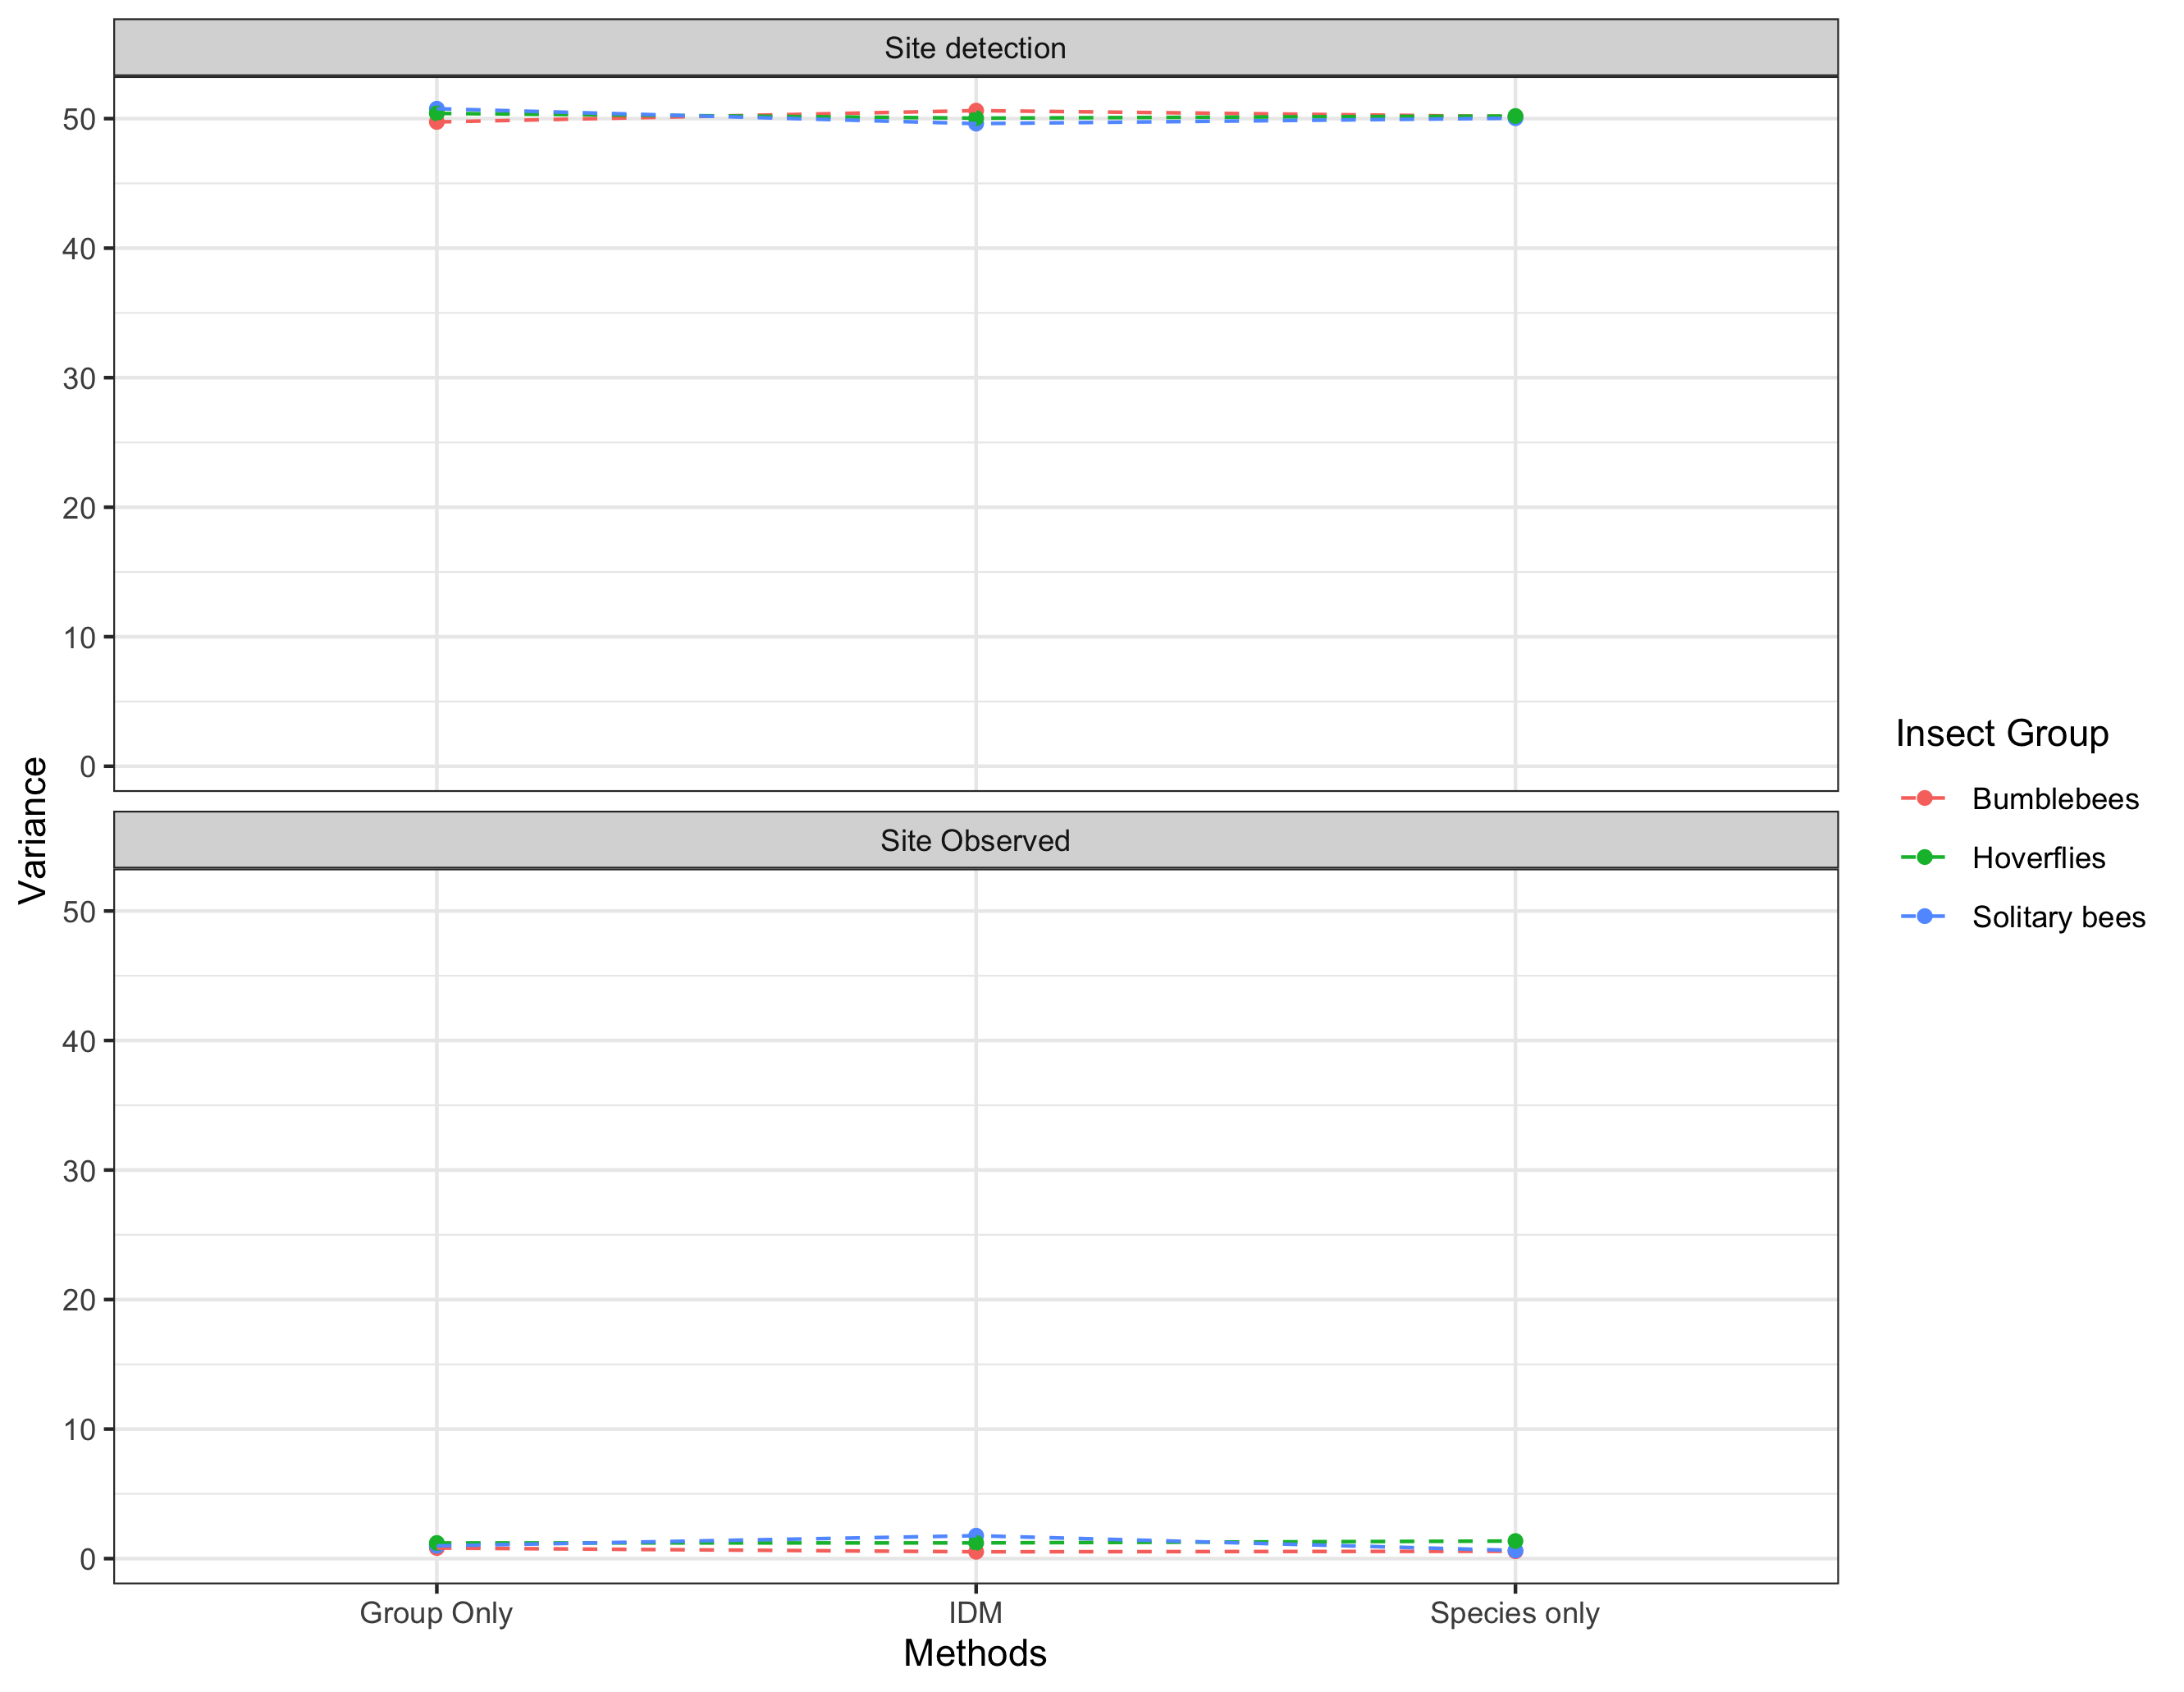 Site detection
50
40
30
20
10
0
Variance
Site Observed
50
40
30
20
10
0
Group Only IDM Species only
Methods
Insect Group
Bumblebees
Hoverflies
Solitary bees